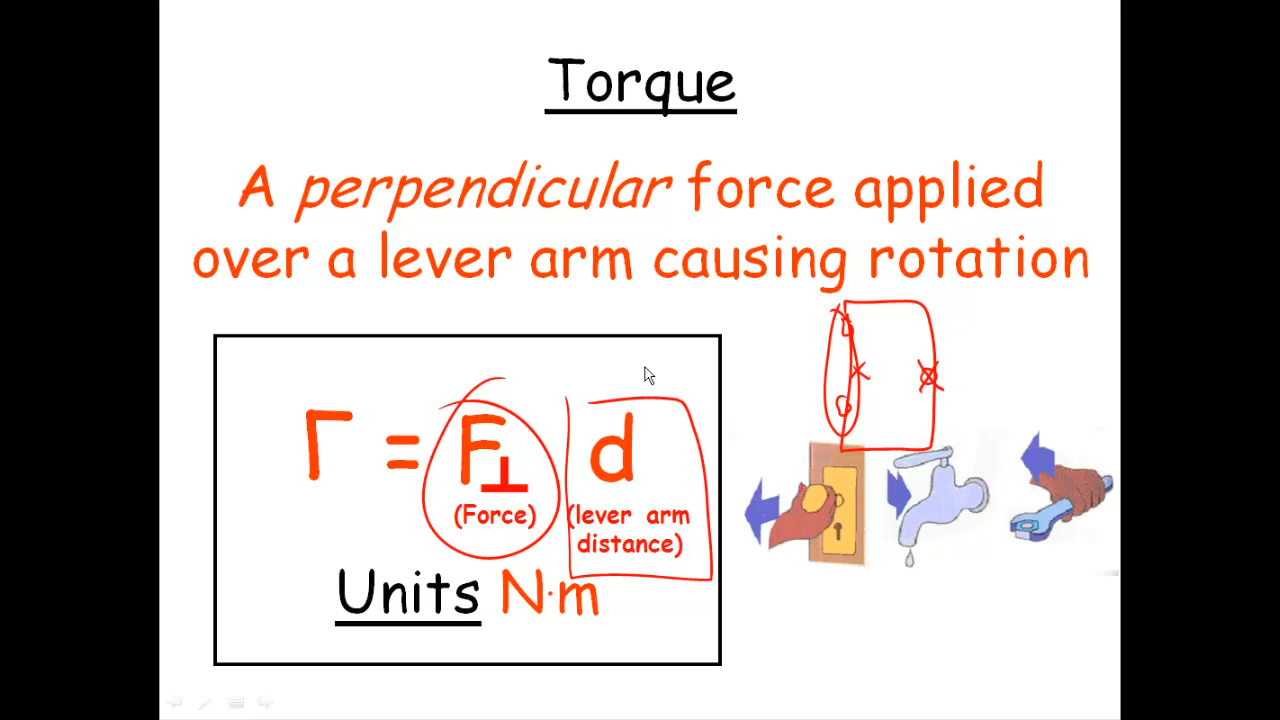 Torque
A perpendicular force applied
over a lever arm causing rotation
Γ = F⊥ d
(Force) (lever arm
distance)
Units N·m